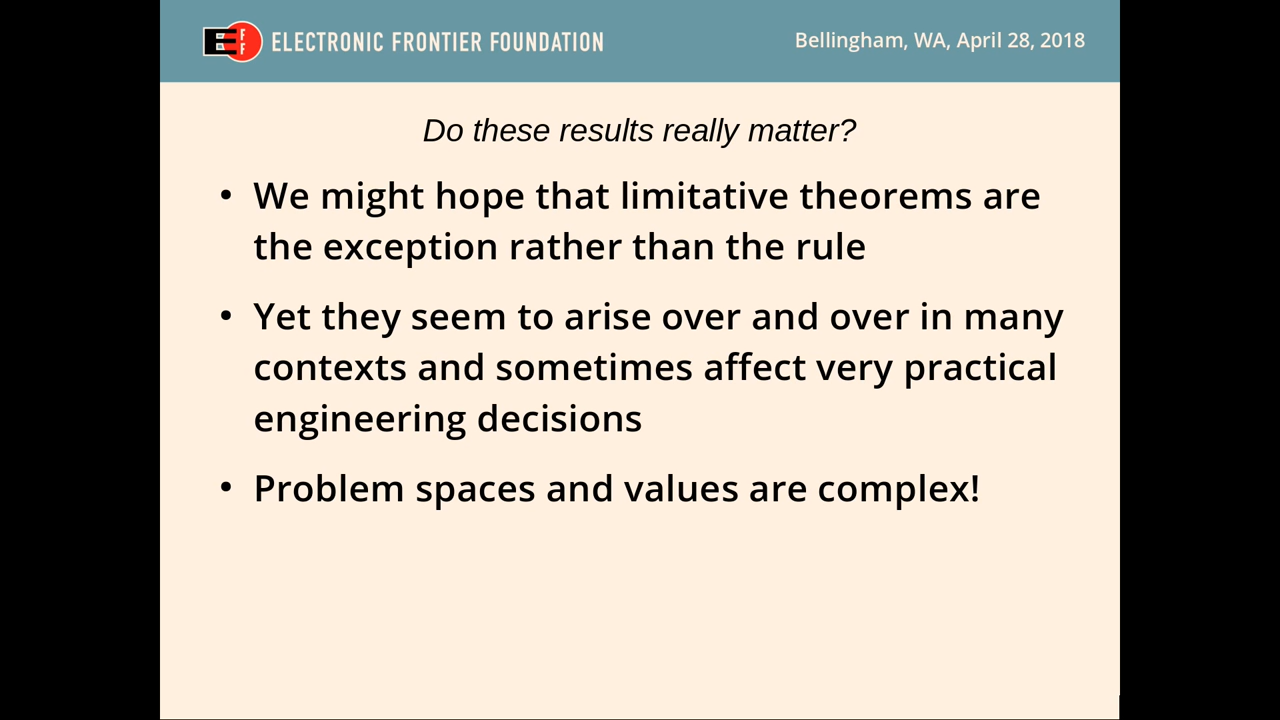 EFF ELECTRONIC FRONTIER FOUNDATION
Bellingham, WA, April 28, 2018
Do these results really matter?
• We might hope that limitative theorems are
the exception rather than the rule
• Yet they seem to arise over and over in many
contexts and sometimes affect very practical
engineering decisions
• Problem spaces and values are complex!